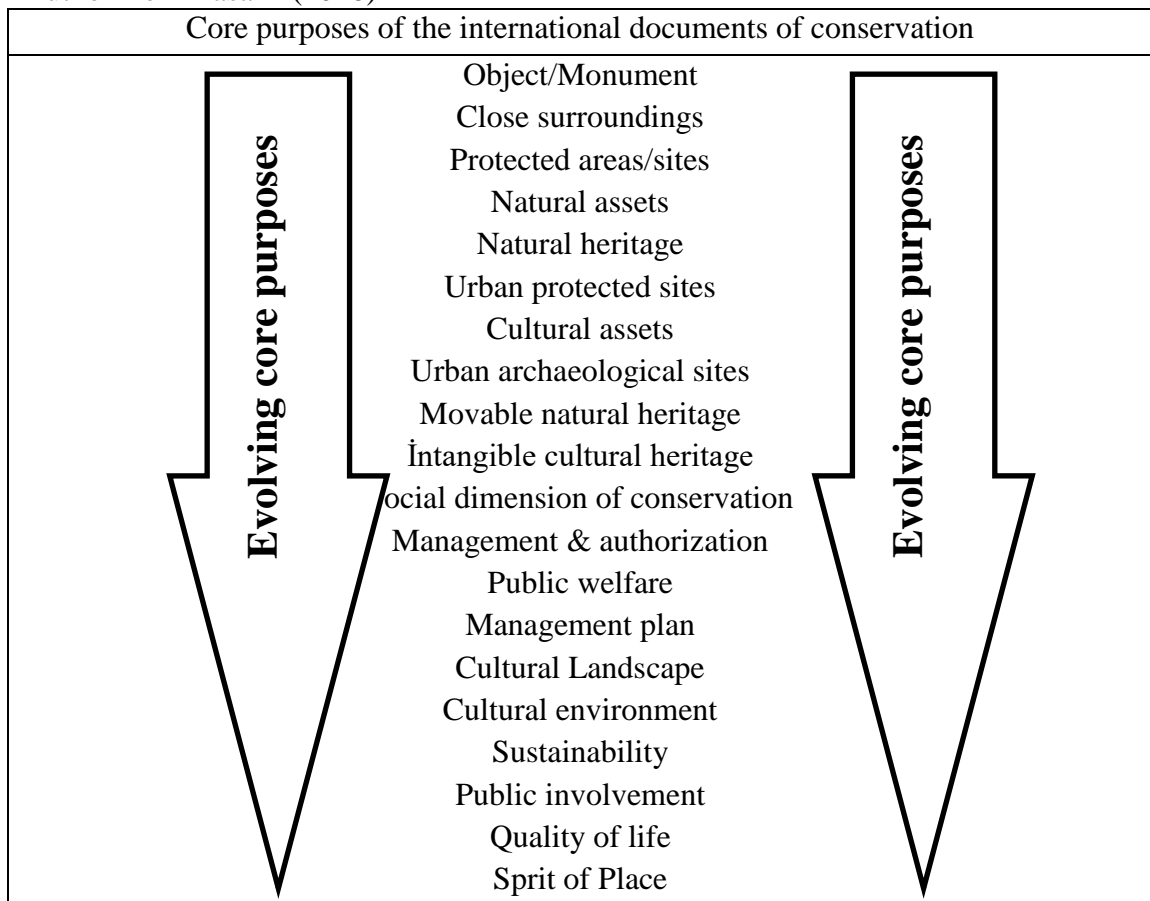 Core purposes of the international documents of conservation
Object/Monument
Close surroundings
Protected areas/sites
Natural assets
Natural heritage
Urban protected sites
Cultural assets
Urban archaeological sites
Movable natural heritage
İntangible cultural heritage
ocial dimension of conservation
Management & authorization
Public welfare
Management plan
Cultural Landscape
Cultural environment
Sustainability
Public involvement
Quality of life
Sprit of Place
Evolving core purposes
Evolving core purposes